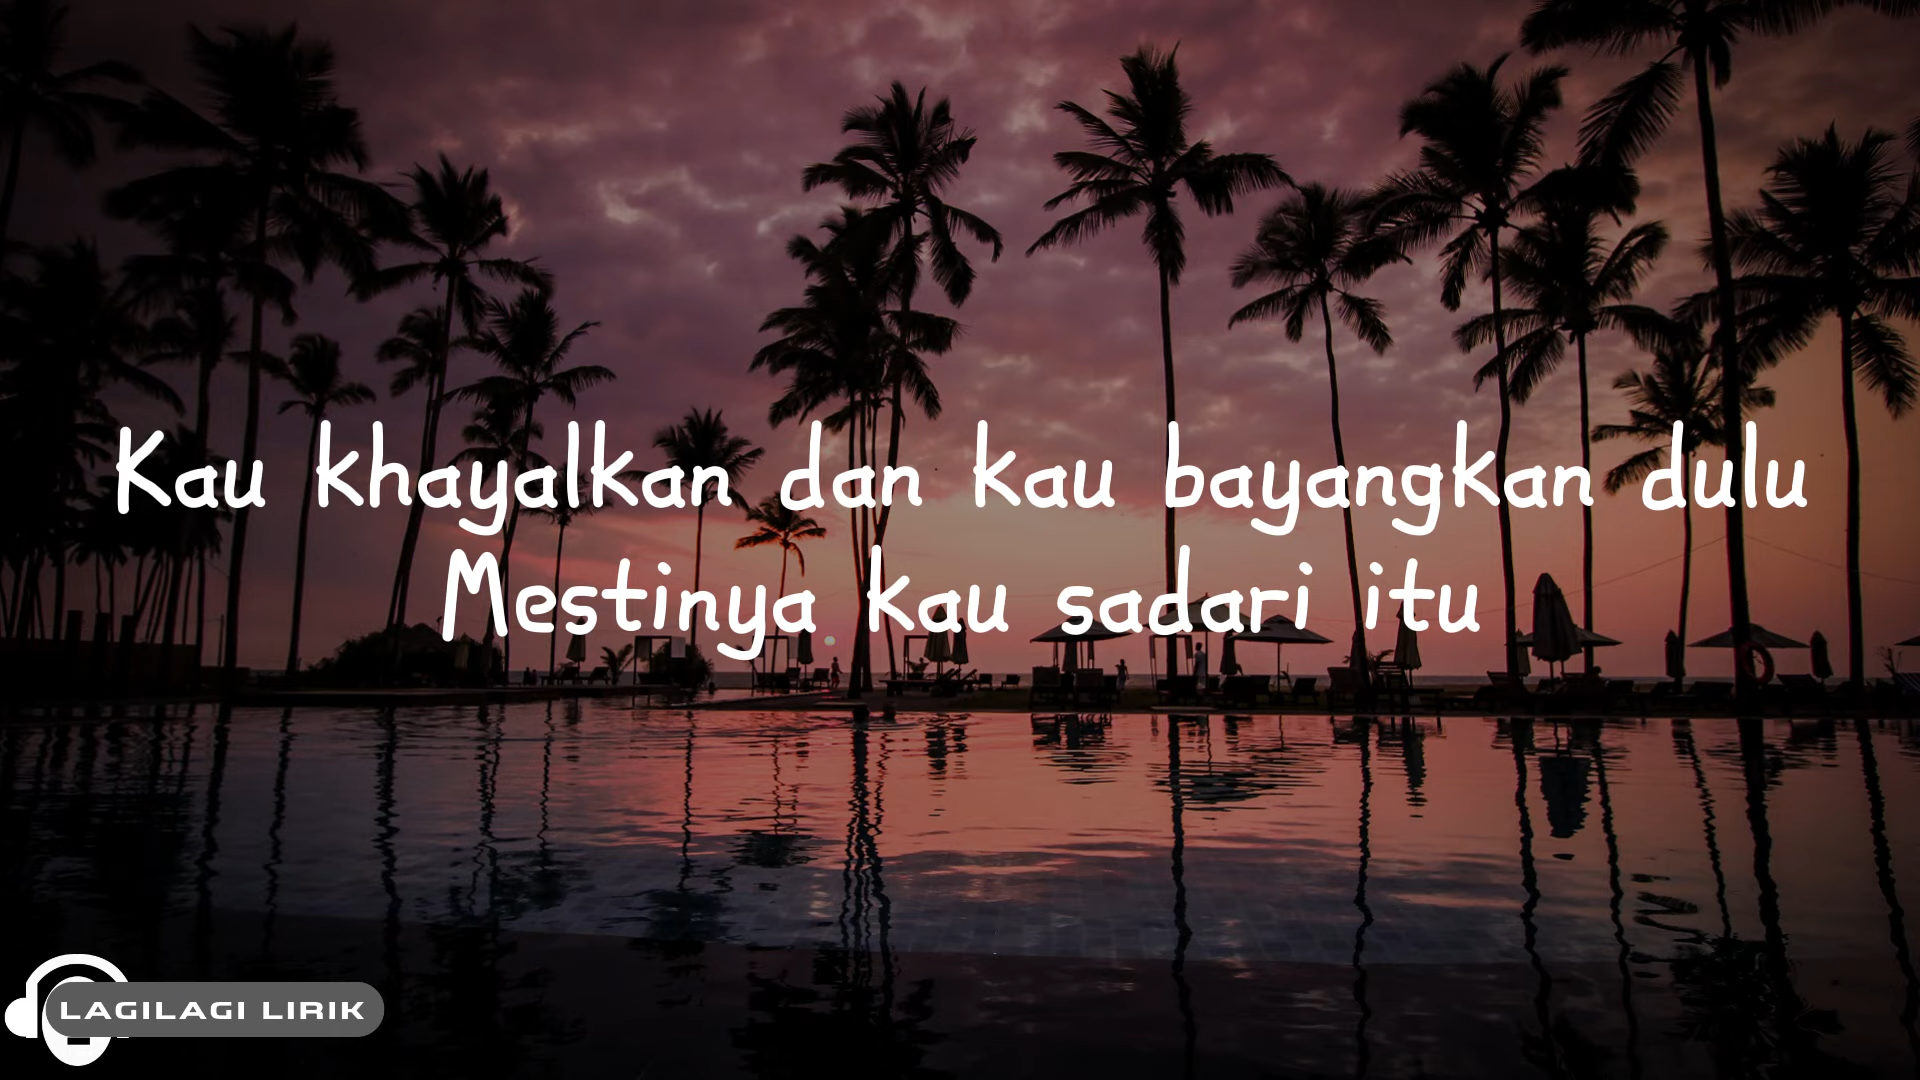 Kau khayalkan dan kau bayangkan dulu
Mestinya kau sadari itu
LAGILAGI LIRIK